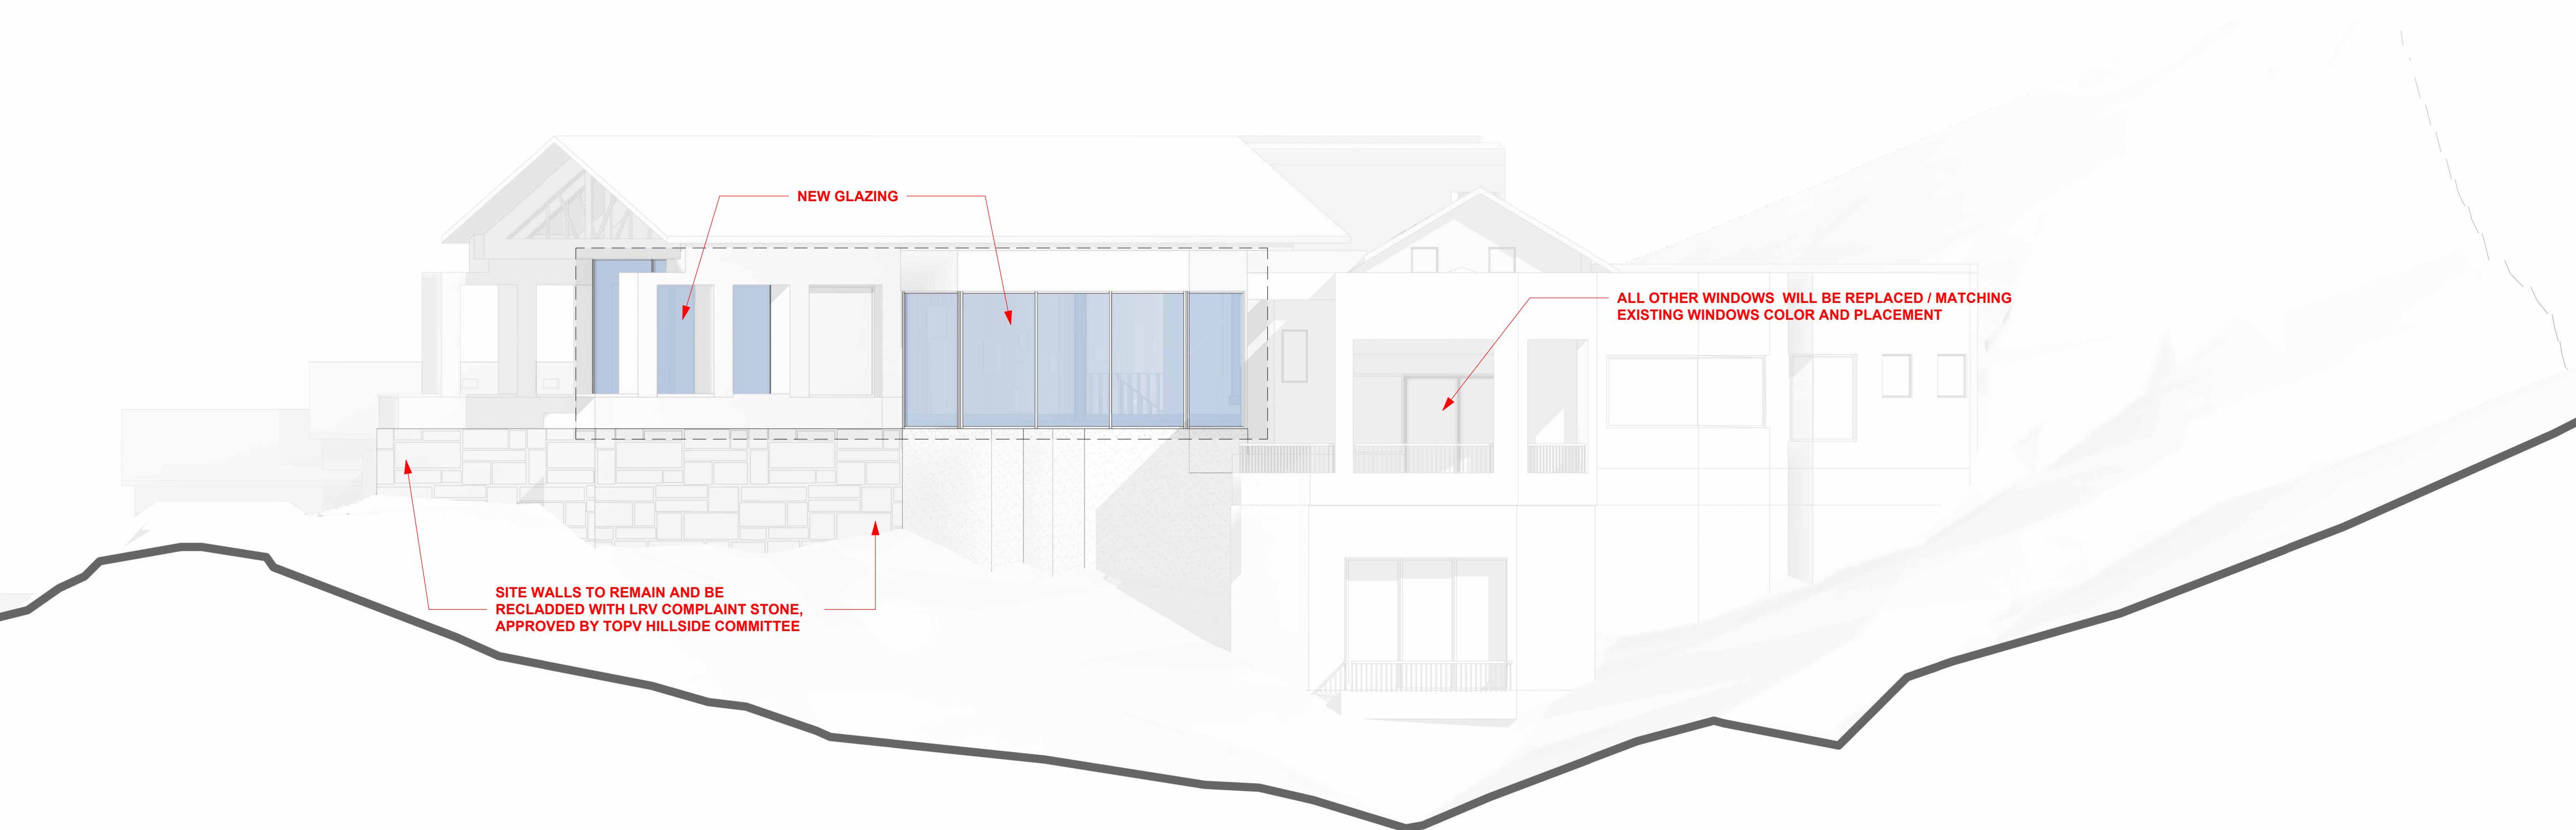 NEW GLAZING
ALL OTHER WINDOWS WILL BE REPLACED / MATCHING
EXISTING WINDOWS COLOR AND PLACEMENT
SITE WALLS TO REMAIN AND BE
RECLADDED WITH LRV COMPLAINT STONE,
APPROVED BY TOPV HILLSIDE COMMITTEE